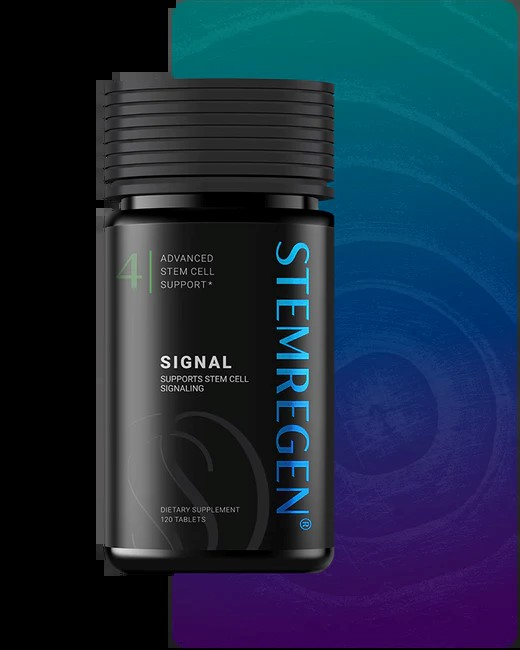 4
ADVANCED
STEM CELL
SUPPORT*
STEMREGEN®
SIGNAL
SUPPORTS STEM CELL
SIGNALING
DIETARY SUPPLEMENT
120 TABLETS